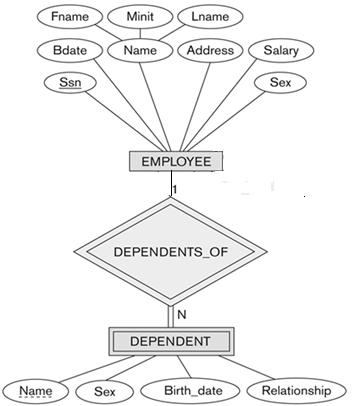 Fname Minit Lname
Bdate Name Address Salary
Ssn Sex
EMPLOYEE
1
DEPENDENTS_OF
N
DEPENDENT
Name Sex Birth_date Relationship